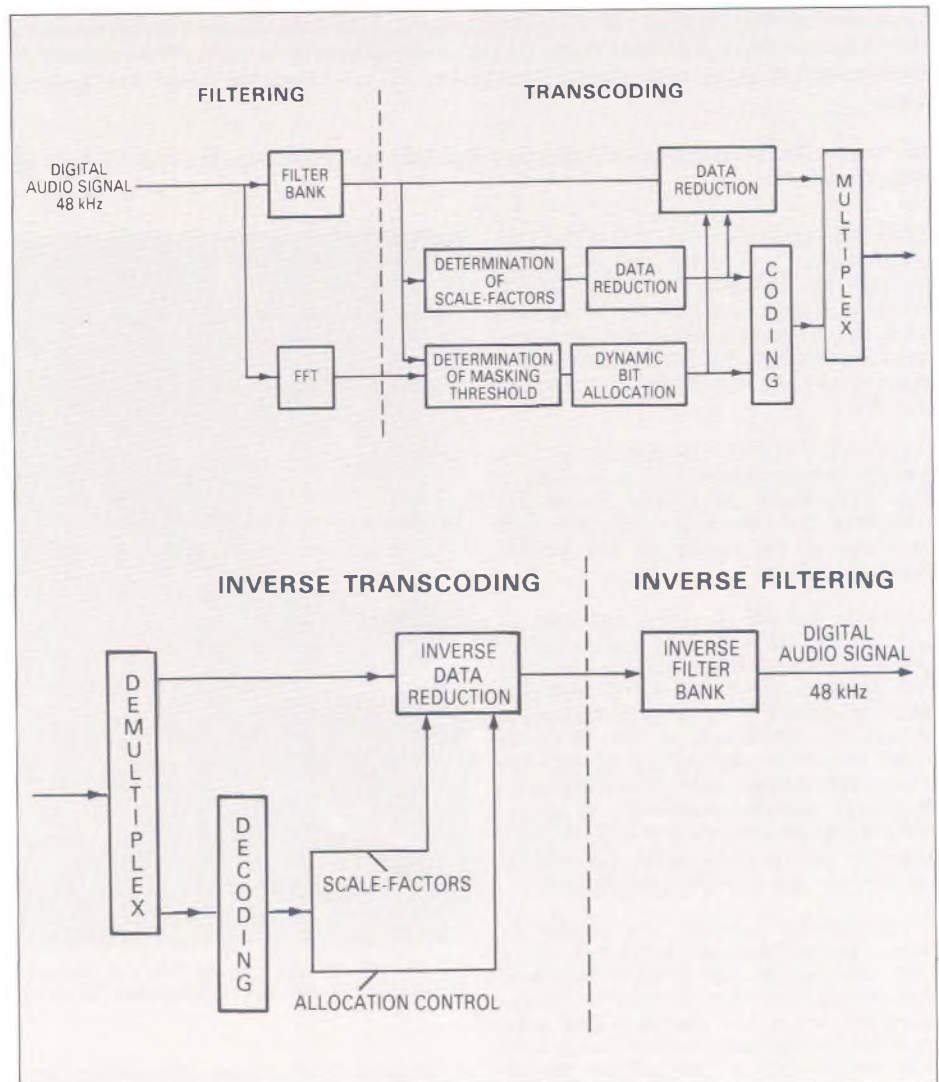 FILTERING
TRANSCODING
DIGITAL
AUDIO SIGNAL
48 kHz
FILTER
BANK
DATA
REDUCTION
MULTIPLEX
DETERMINATION
OF
SCALE-FACTORS
DATA
REDUCTION
CODING
FFT
DETERMINATION
OF MASKING
THRESHOLD
DYNAMIC
BIT
ALLOCATION
INVERSE TRANSCODING
INVERSE FILTERING
DEMULTIPLEX
INVERSE
DATA
REDUCTION
INVERSE
FILTER
BANK
DIGITAL
AUDIO SIGNAL
48 kHz
DECODING
SCALE-FACTORS
ALLOCATION CONTROL